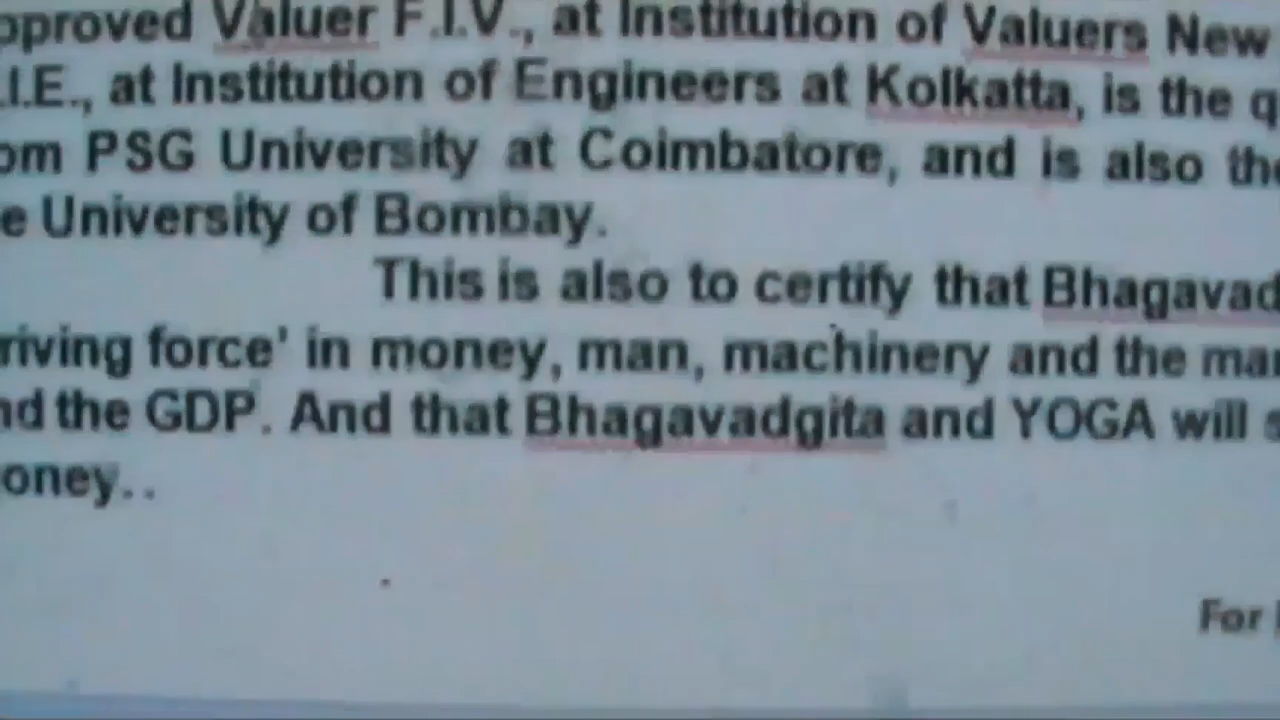 pproved Valuer F.I.V., at Institution of Valuers New
.I.E., at Institution of Engineers at Kolkatta, is the q
om PSG University at Coimbatore, and is also the
e University of Bombay.
This is also to certify that Bhagavad
riving force' in money, man, machinery and the mar
nd the GDP. And that Bhagavadgita and YOGA will s
oney..
For